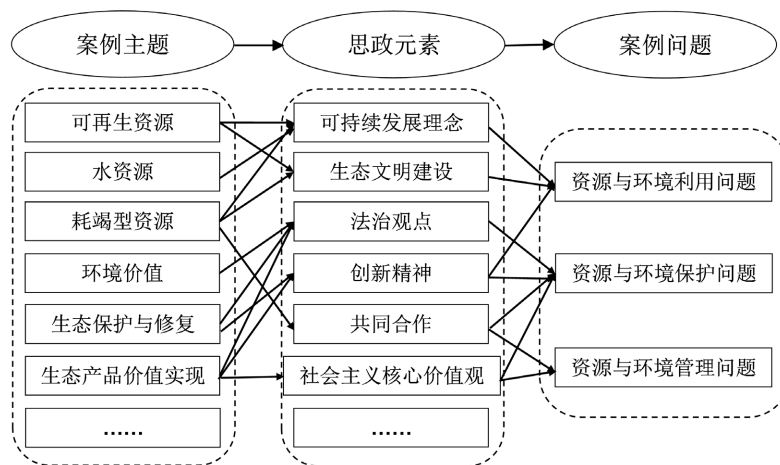 案例主题
思政元素
案例问题
可再生资源
水资源
耗竭型资源
环境价值
生态保护与修复
生态产品价值实现
……
可持续发展理念
生态文明建设
法治观点
创新精神
共同合作
社会主义核心价值观
……
资源与环境利用问题
资源与环境保护问题
资源与环境管理问题